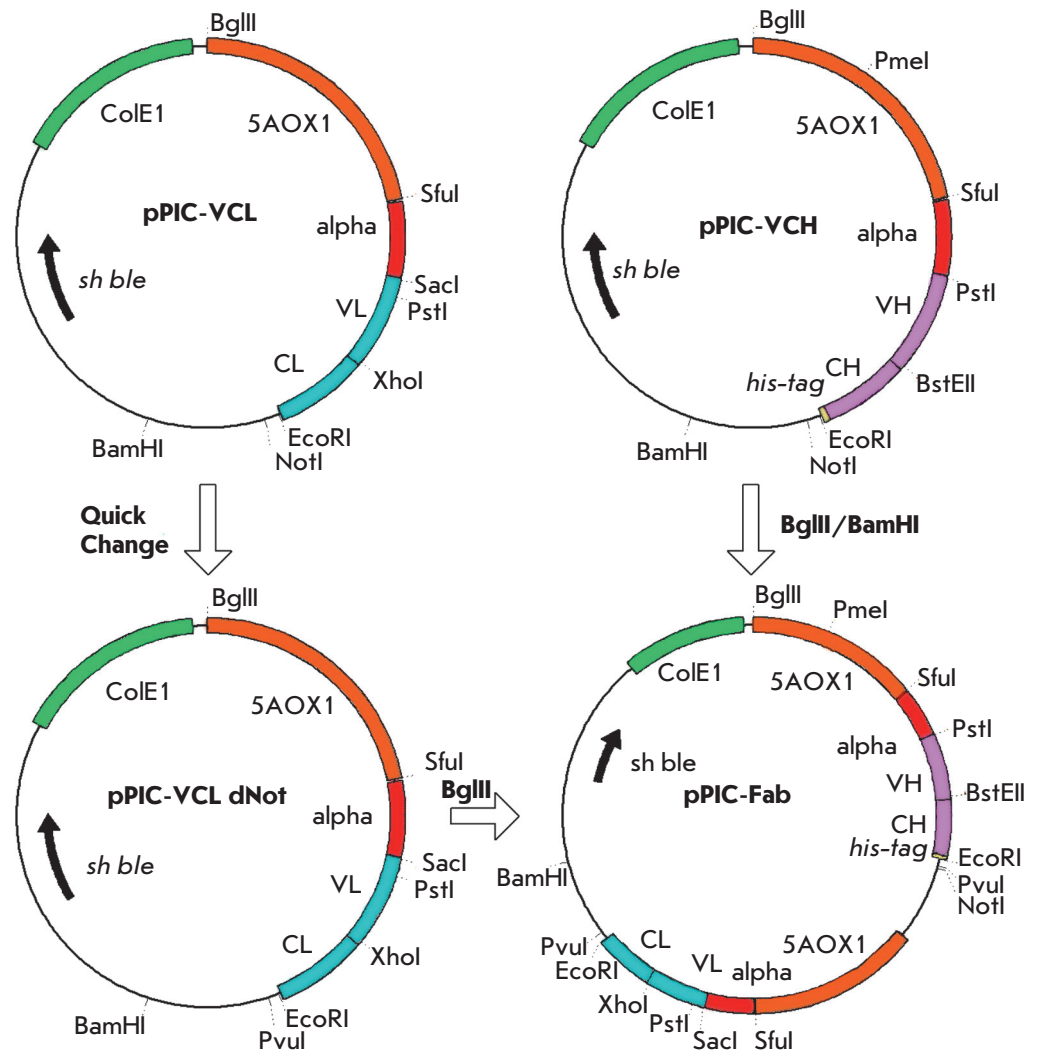 BglII
ColE1
5AOX1
SfuI
pPIC-VCL
alpha
sh ble
SacI
PstI
VL
CL
XhoI
EcoRI
NotI
BamHI
BglII
PmeI
ColE1
5AOX1
SfuI
pPIC-VCH
alpha
sh ble
PstI
VH
CH
his-tag
BstEII
EcoRI
NotI
BamHI
Quick
Change
BglII/BamHI
BglII
ColE1
5AOX1
SfuI
pPIC-VCL dNot
alpha
sh ble
SacI
PstI
VL
CL
XhoI
EcoRI
PvuI
BamHI
BglII
BglII
PmeI
ColE1
5AOX1
SfuI
PstI
alpha
sh ble
VH
pPIC-Fab
BstEII
CH
his-tag
EcoRI
PvuI
NotI
BamHI
5AOX1
PvuI
EcoRI
CL
VL
alpha
XhoI
PstI
SacI
SfuI